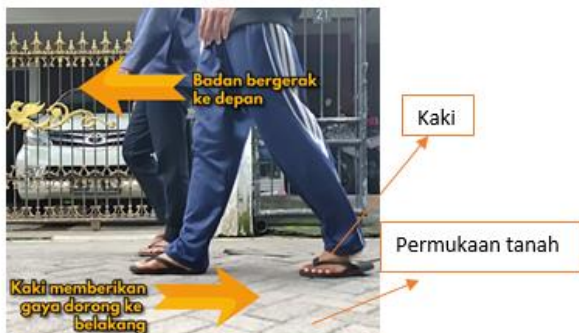 21
Badan bergerak
ke depan
Kaki
Permukaan tanah
Kaki memberikan
gaya dorong ke
belakang